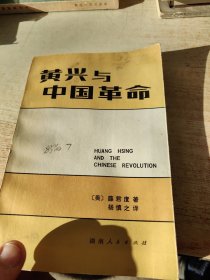 黄兴与
中国革命
HUANG HSING
AND THE
CHINESE REVOLUTION
(美) 薛君度 著
杨慎之 译
湖南人民出版社